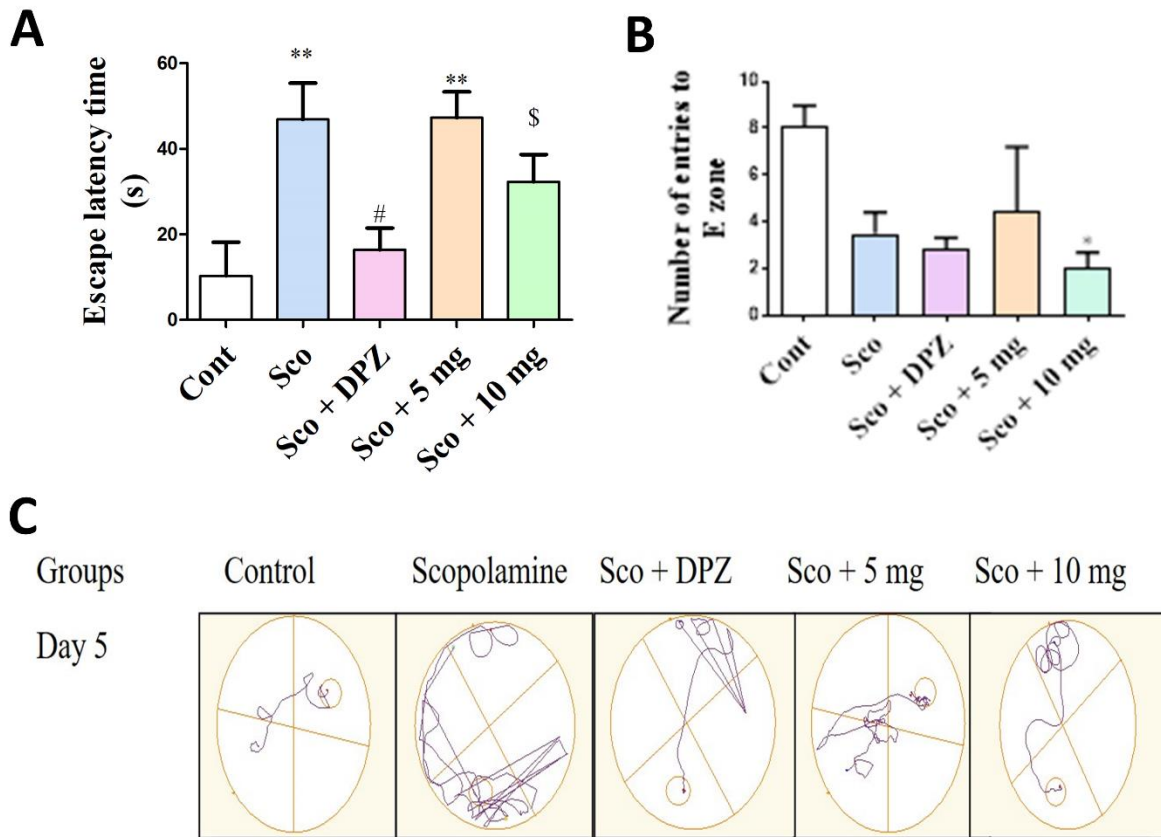 A
Escape latency time
(s)
60
40
20
0
**
#
**
$
Cont
Sco
Sco + DPZ
Sco + 5 mg
Sco + 10 mg
B
Number of entries to
E zone
10
8
6
4
2
0
*
Cont
Sco
Sco + DPZ
Sco + 5 mg
Sco + 10 mg
C
Groups Control Scopolamine Sco + DPZ Sco + 5 mg Sco + 10 mg
Day 5